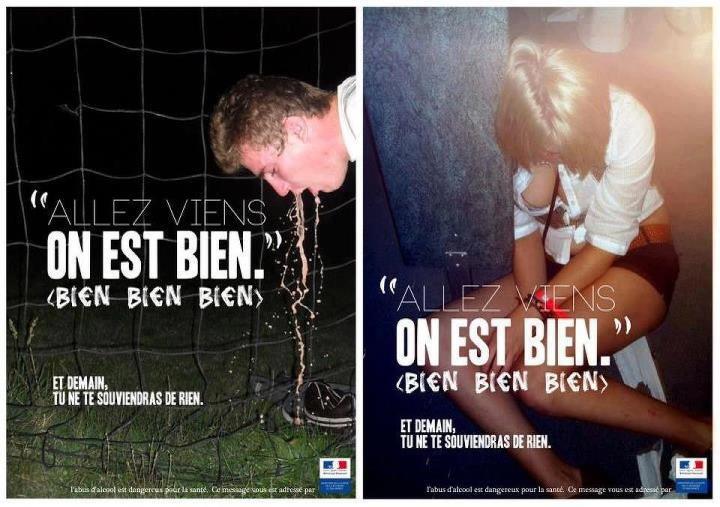 “ALLEZ VIENS
ON EST BIEN.”
(BIEN BIEN BIEN)
ET DEMAIN,
TU NE TE SOUVIENDRAS DE RIEN.
l'abus d'alcool est dangereux pour la santé. Ce message vous est adressé par
“ALLEZ VIENS
ON EST BIEN.”
(BIEN BIEN BIEN)
ET DEMAIN,
TU NE TE SOUVIENDRAS DE RIEN.
l'abus d'alcool est dangereux pour la santé. Ce message vous est adressé par